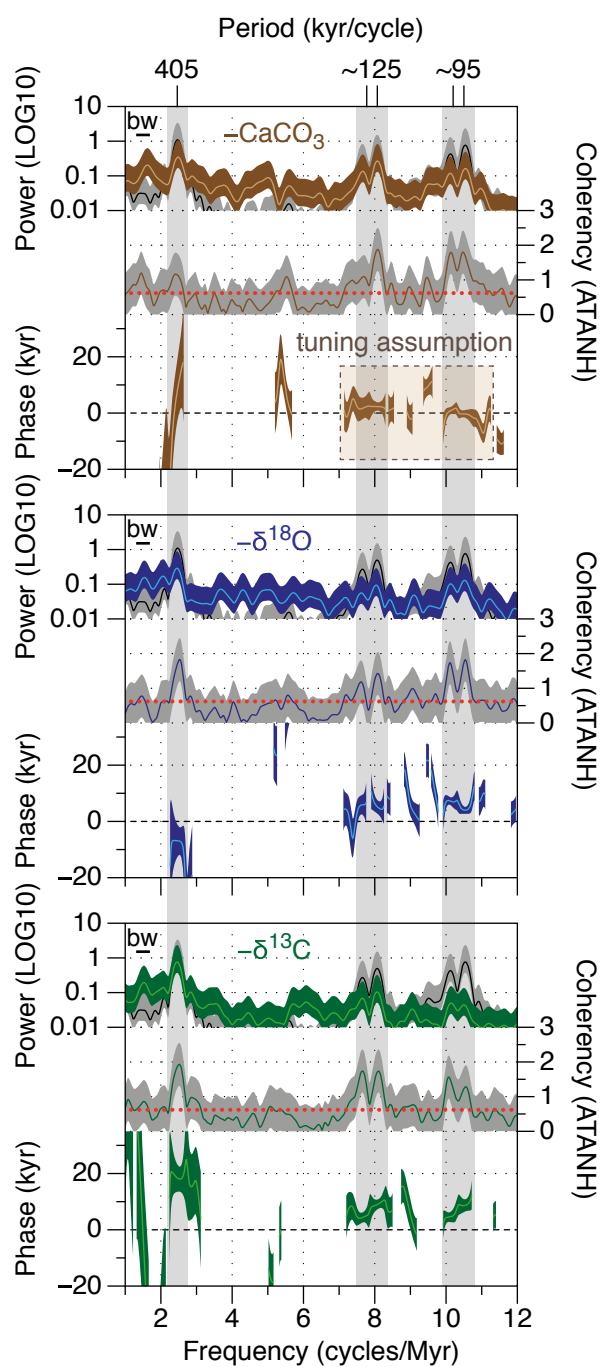 Period (kyr/cycle)
405 ~125 ~95
10
1
0.1
0.01
Power (LOG10)
bw
−CaCO3
3
2
1
0
Coherency (ATANH)
20
0
−20
Phase (kyr)
tuning assumption
10
1
0.1
0.01
Power (LOG10)
bw
−δ18O
3
2
1
0
Coherency (ATANH)
20
0
−20
Phase (kyr)
10
1
0.1
0.01
Power (LOG10)
bw
−δ13C
3
2
1
0
Coherency (ATANH)
20
0
−20
Phase (kyr)
2 4 6 8 10 12
Frequency (cycles/Myr)